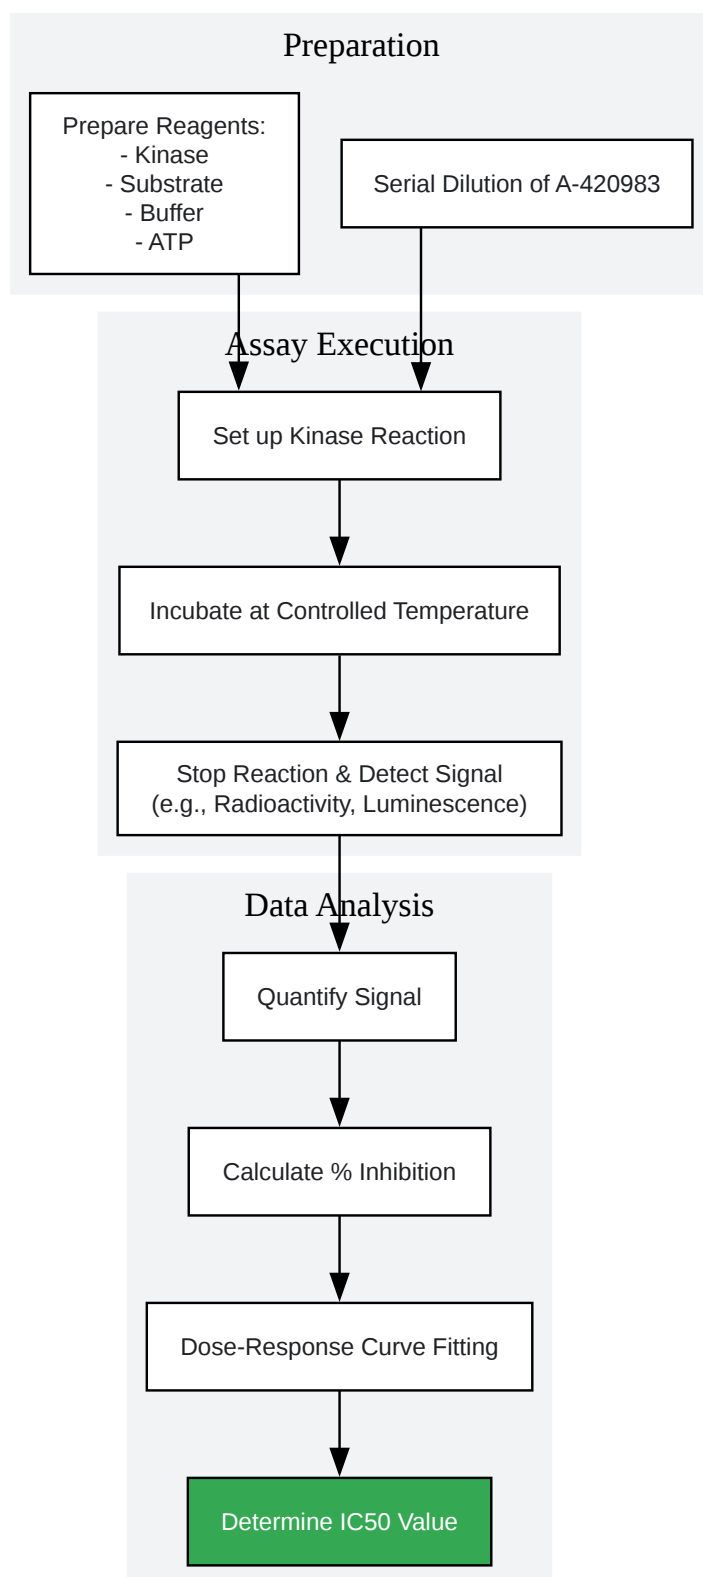 Preparation
Prepare Reagents:
- Kinase
- Substrate
- Buffer
- ATP
Serial Dilution of A-420983
Assay Execution
Set up Kinase Reaction
Incubate at Controlled Temperature
Stop Reaction & Detect Signal
(e.g., Radioactivity, Luminescence)
Data Analysis
Quantify Signal
Calculate % Inhibition
Dose-Response Curve Fitting
Determine IC50 Value